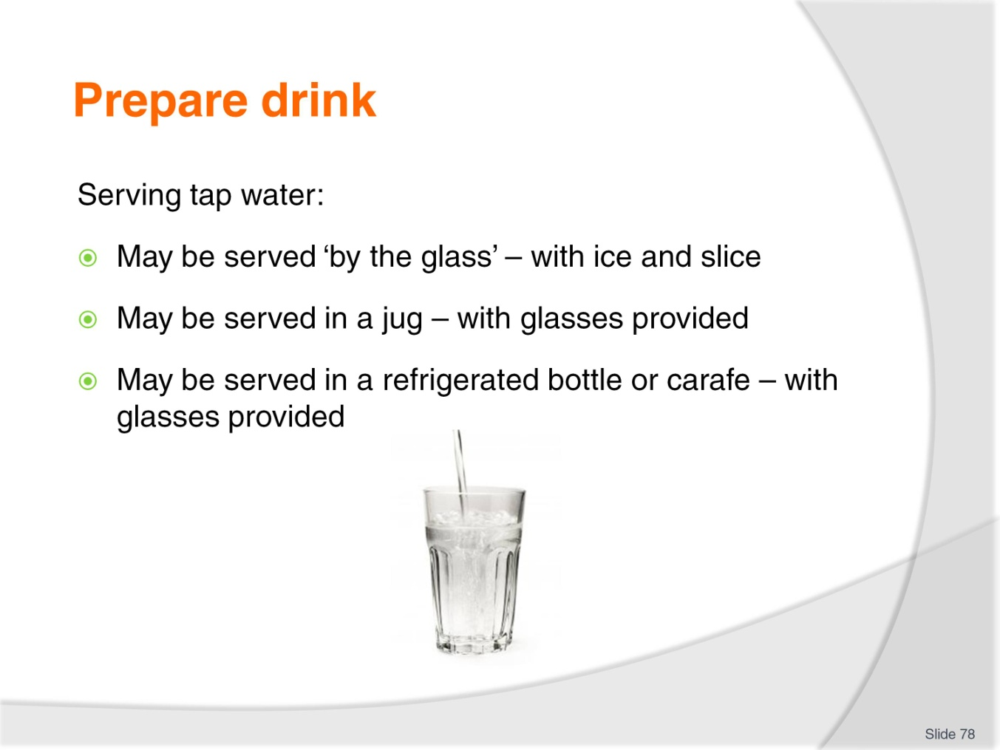 Prepare drink
Serving tap water:
May be served ‘by the glass’ – with ice and slice
May be served in a jug – with glasses provided
May be served in a refrigerated bottle or carafe – with
glasses provided
Slide 78